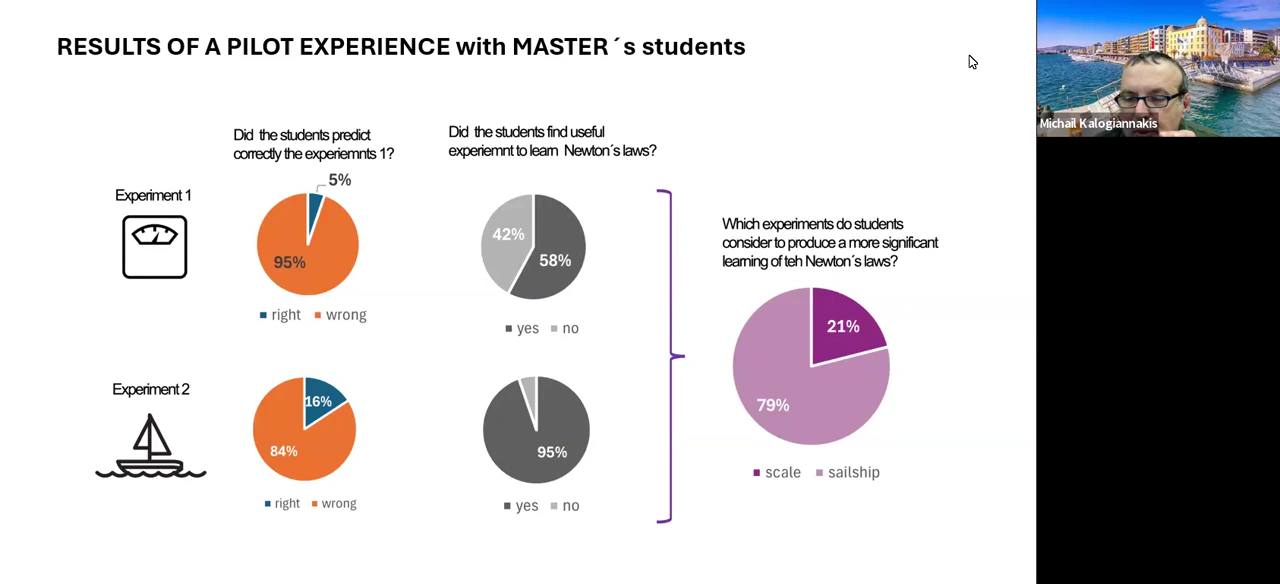 RESULTS OF A PILOT EXPERIENCE with MASTER´s students
Michail Kalogiannakis
Did the students predict
correctly the experiemnts 1?
Did the students find useful
experiemnt to learn Newton´s laws?
Experiment 1
5%
95%
right wrong
42%
58%
yes no
Experiment 2
16%
84%
right wrong
95%
yes no
Which experiments do students
consider to produce a more significant
learning of teh Newton´s laws?
21%
79%
scale sailship